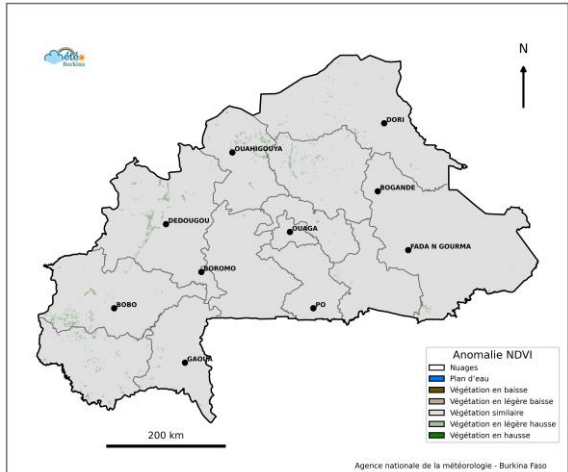 Météo
Burkina
N
DORI
OUAHIGOUYA
BOGANDE
DEDOUGOU
OUAGA
FADA N GOURMA
BOROMO
BOBO
PO
GAOUA
200 km
Anomalie NDVI
Nuages
Plan d'eau
Végétation en baisse
Végétation en légère baisse
Végétation similaire
Végétation en légère hausse
Végétation en hausse
Agence nationale de la météorologie - Burkina Faso